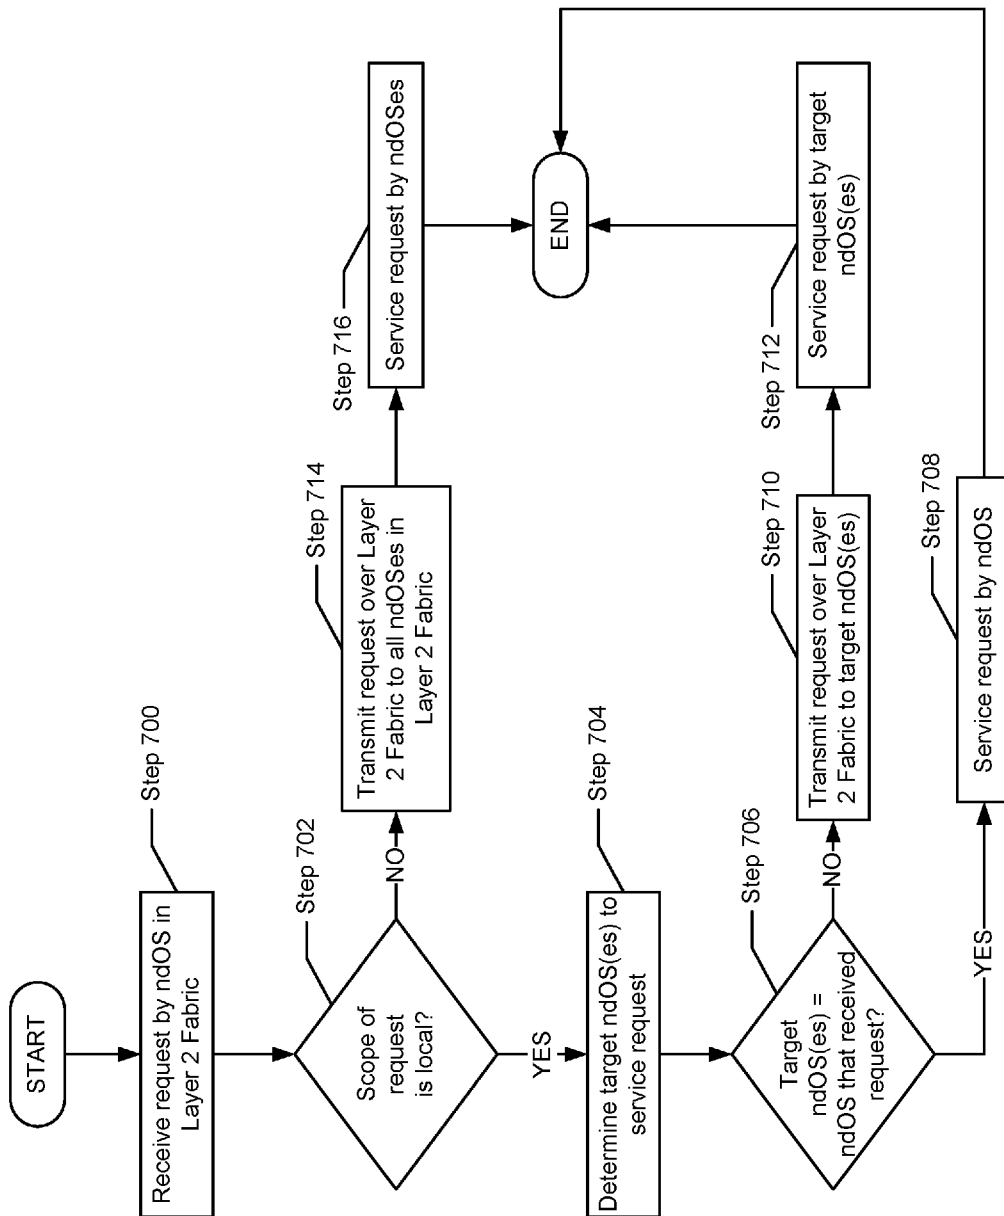 START
Step 700
Receive request by ndOS in
Layer 2 Fabric
Step 702
Scope of
request
is local?
NO
YES
Step 714
Transmit request over Layer
2 Fabric to all ndOSes in
Layer 2 Fabric
Step 716
Service request by ndOSes
Step 704
Determine target ndOS(es) to
service request
Step 706
Target
ndOS(es) =
ndOS that received
request?
NO
YES
Step 710
Transmit request over Layer
2 Fabric to target ndOS(es)
Step 712
Service request by target
ndOS(es)
Step 708
Service request by ndOS
END